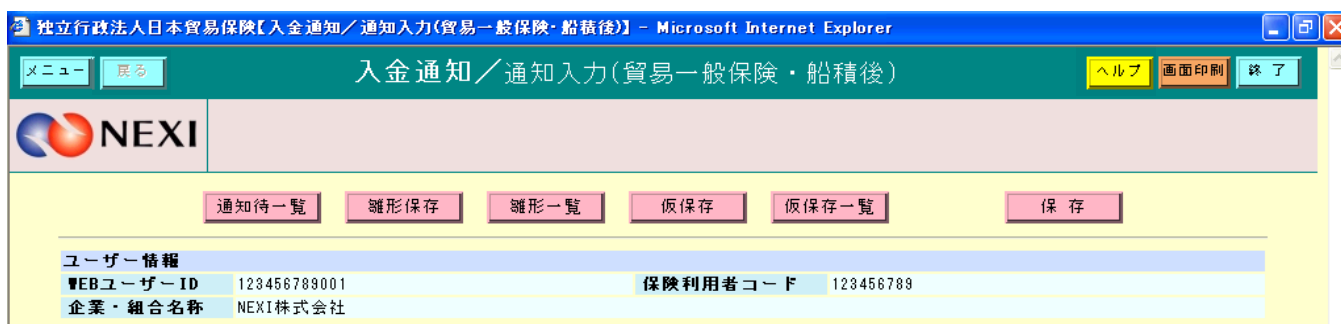 独立行政法人日本貿易保険【入金通知／通知入力(貿易一般保険・船積後)】 - Microsoft Internet Explorer
メニュー 戻る 入金通知／通知入力(貿易一般保険・船積後) ヘルプ 画面印刷 終 了
NEXI
通知待一覧 雛形保存 雛形一覧 仮保存 仮保存一覧 保 存
ユーザー情報
WEBユーザーID 123456789001 保険利用者コード 123456789
企業・組合名称 NEXI株式会社